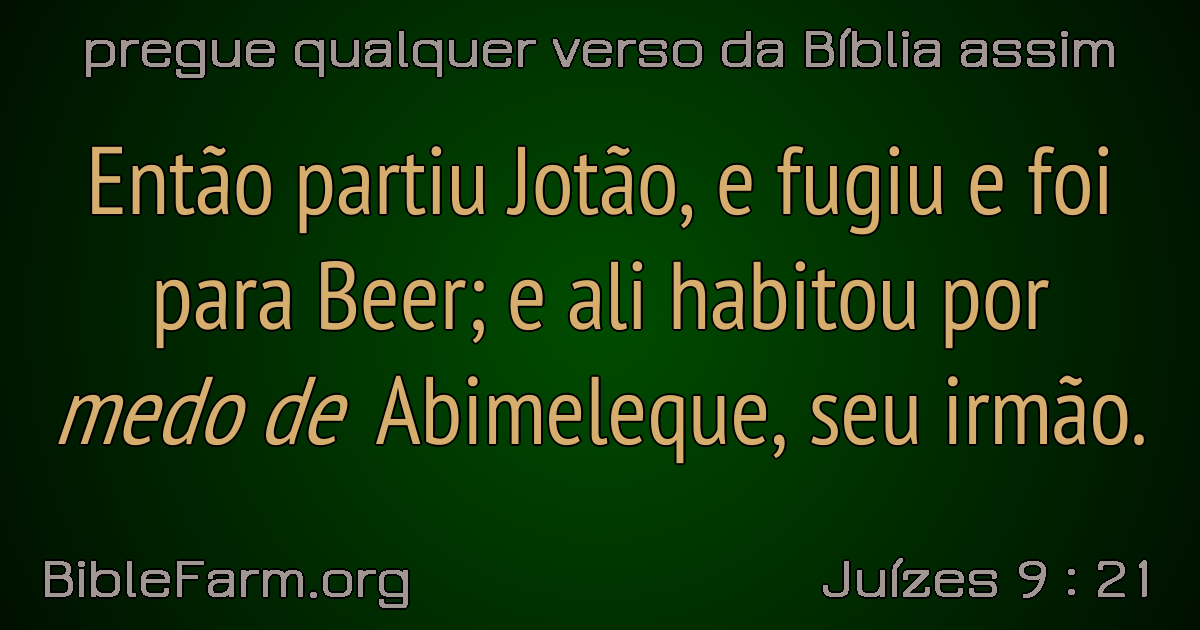 pregue qualquer verso da Bíblia assim
Então partiu Jotão, e fugiu e foi
para Beer; e ali habitou por
medo de Abimeleque, seu irmão.
BibleFarm.org
Juízes 9 : 21